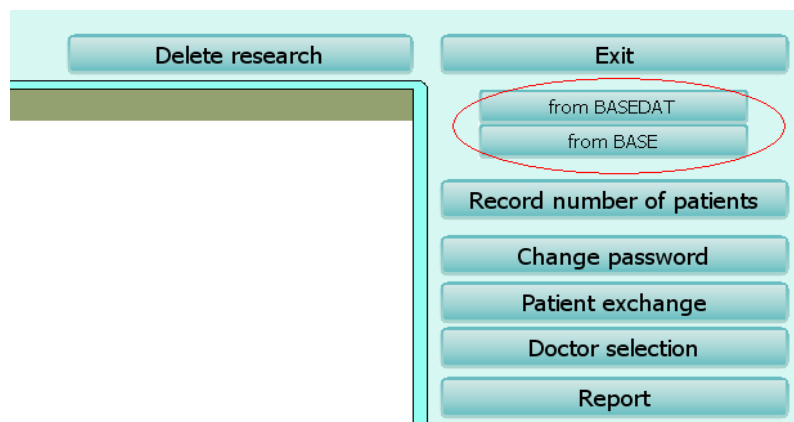 Delete research
Exit
from BASEDAT
from BASE
Record number of patients
Change password
Patient exchange
Doctor selection
Report